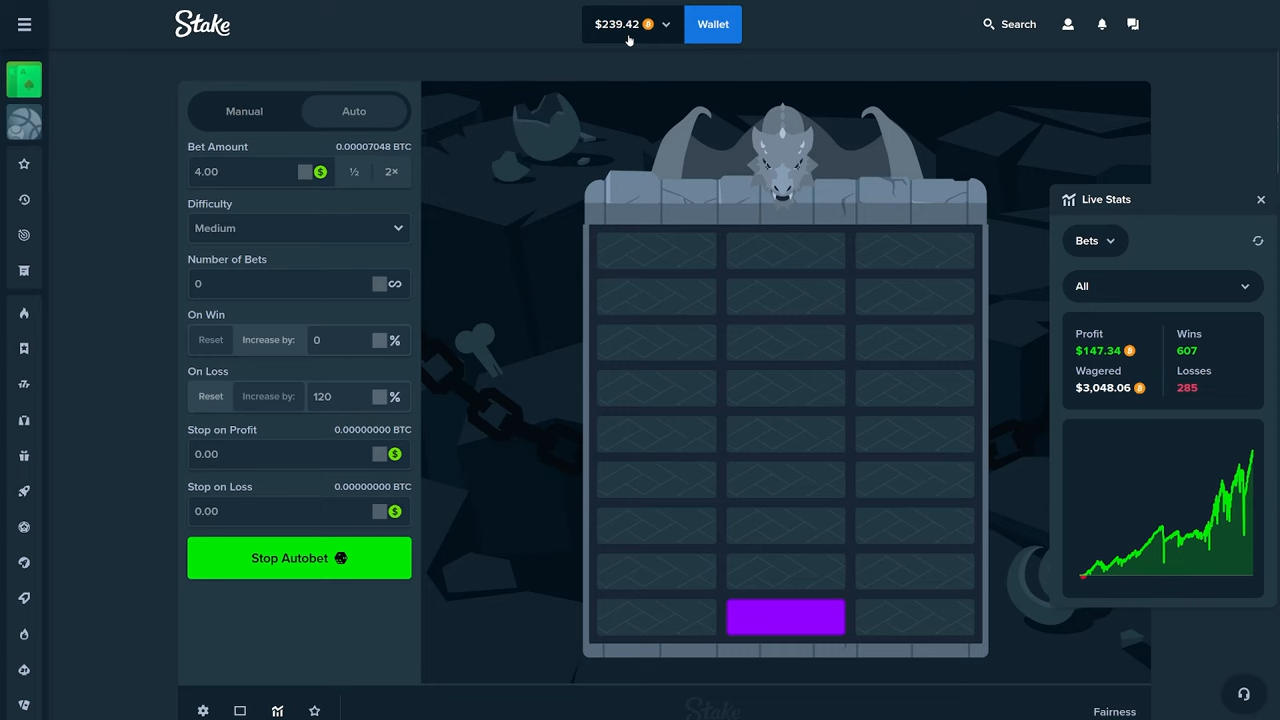 Stake
$239.42
Wallet
Search
Manual
Auto
Bet Amount
0.00007048 BTC
4.00
½
2×
Difficulty
Medium
Number of Bets
0
∞
On Win
Reset
Increase by:
0
%
On Loss
Reset
Increase by:
120
%
Stop on Profit
0.00000000 BTC
0.00
Stop on Loss
0.00000000 BTC
0.00
Stop Autobet
Live Stats
Bets
All
Profit
Wins
$147.34
607
Wagered
Losses
$3,048.06
285
Stake
Fairness